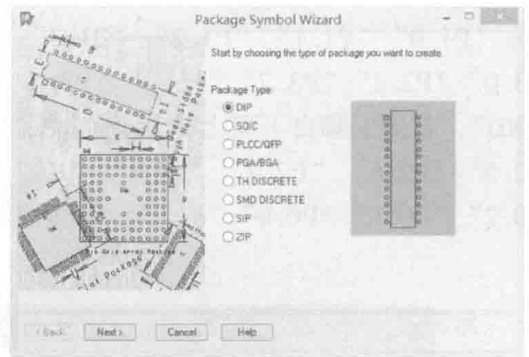 Package Symbol Wizard
Start by choosing the type of package you want to create.
Package Type:
DIP
SOIC
PLCC/QFP
PGA/BGA
TH DISCRETE
SMD DISCRETE
SIP
ZIP
< Back
Next >
Cancel
Help